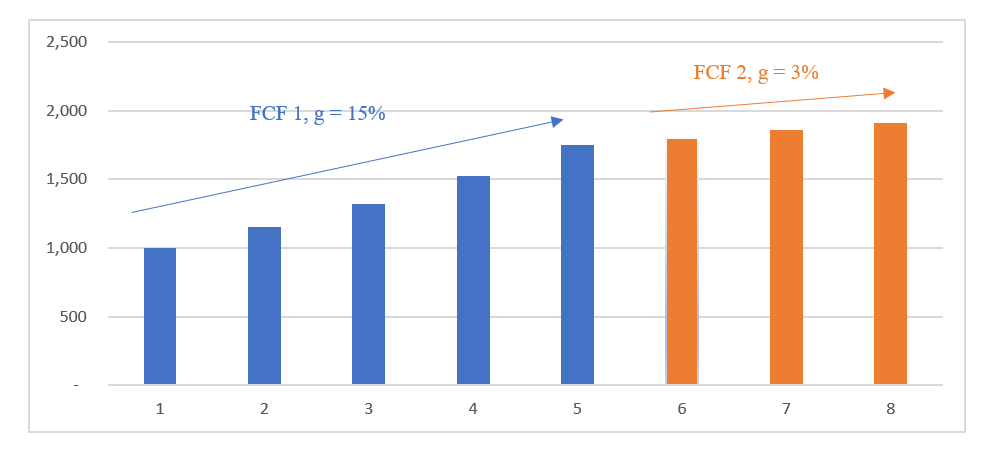 2,500
FCF 2, g = 3%
2,000
FCF 1, g = 15%
1,500
1,000
500
-
1 2 3 4 5 6 7 8